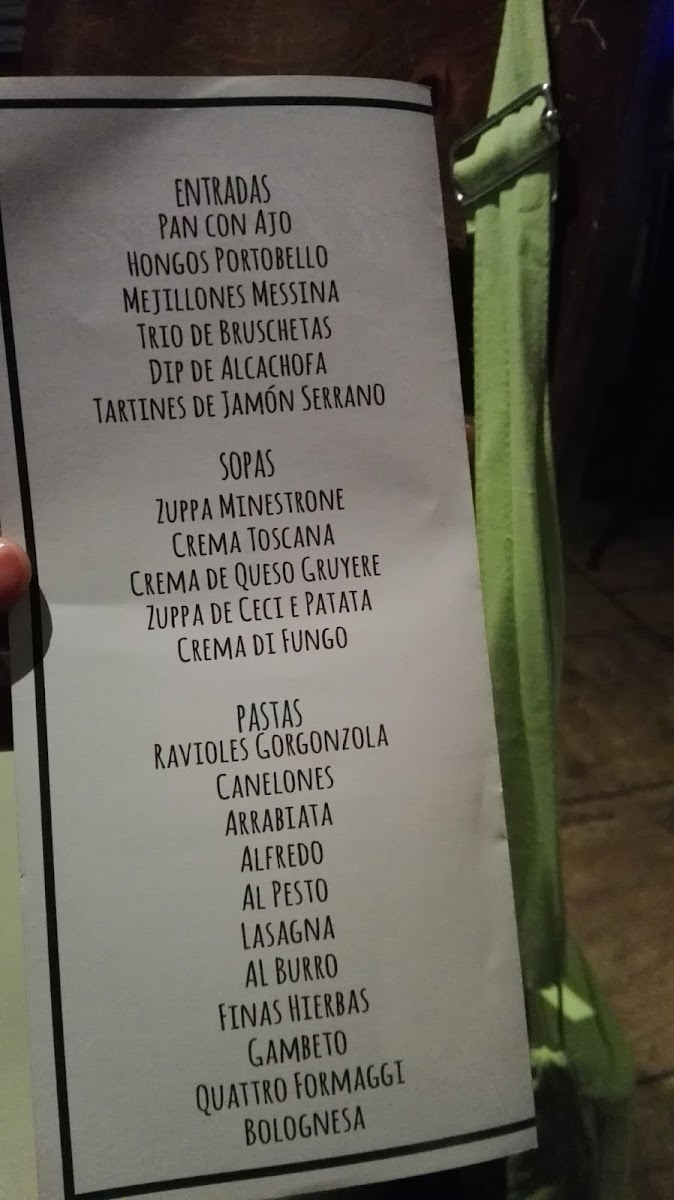 ENTRADAS
PAN CON AJO
HONGOS PORTOBELLO
MEJILLONES MESSINA
TRIO DE BRUSCHETAS
DIP DE ALCACHOFA
TARTINES DE JAMÓN SERRANO
SOPAS
ZUPPA MINESTRONE
CREMA TOSCANA
CREMA DE QUESO GRUYERE
ZUPPA DE CECI E PATATA
CREMA DI FUNGO
PASTAS
RAVIOLES GORGONZOLA
CANELONES
ARRABIATA
ALFREDO
AL PESTO
LASAGNA
AL BURRO
FINAS HIERBAS
GAMBETO
QUATTRO FORMAGGI
BOLOGNESA